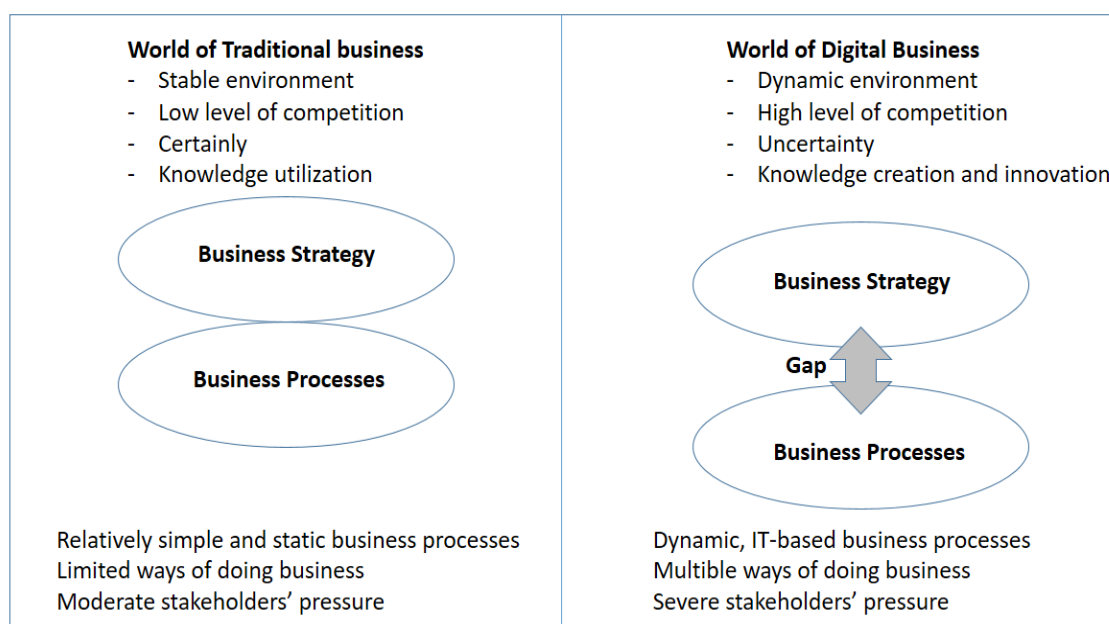 World of Traditional business
- Stable environment
- Low level of competition
- Certainly
- Knowledge utilization
Business Strategy
Business Processes
Relatively simple and static business processes
Limited ways of doing business
Moderate stakeholders’ pressure
World of Digital Business
- Dynamic environment
- High level of competition
- Uncertainty
- Knowledge creation and innovation
Business Strategy
Gap
Business Processes
Dynamic, IT-based business processes
Multible ways of doing business
Severe stakeholders’ pressure